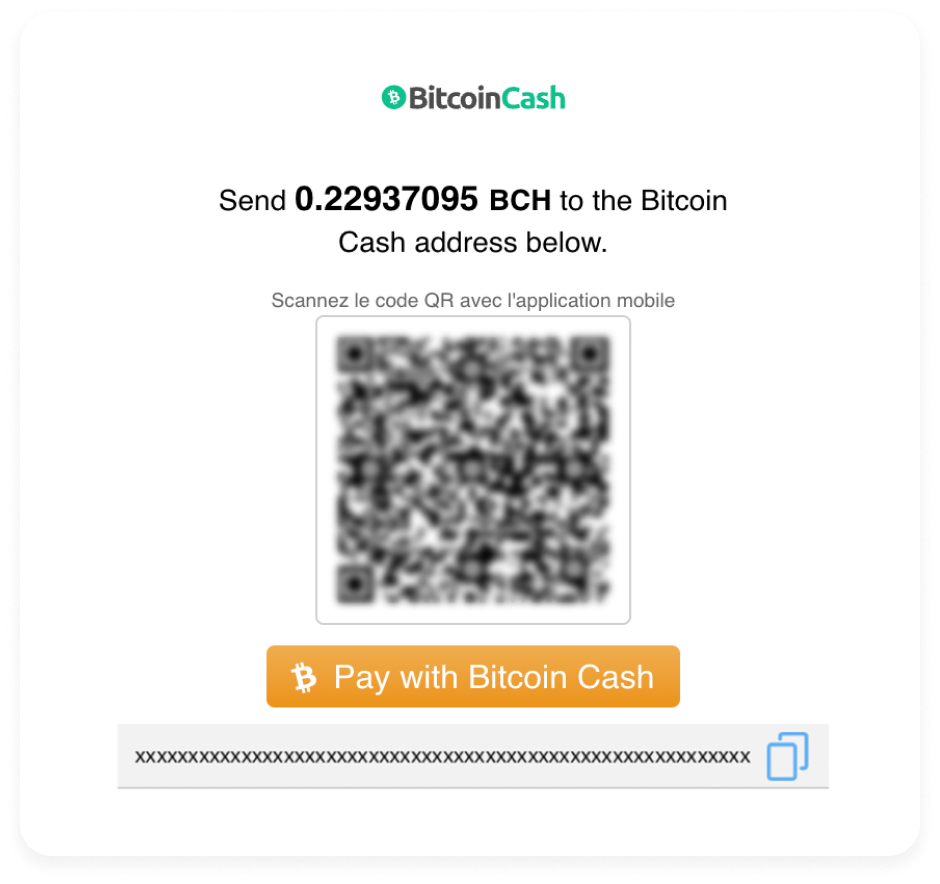 BitcoinCash
Send 0.22937095 BCH to the Bitcoin
Cash address below.
Scannez le code QR avec l'application mobile
Pay with Bitcoin Cash
xxxxxxxxxxxxxxxxxxxxxxxxxxxxxxxxxxxxxxxxxxxxxxxxxxxxxxxxxx